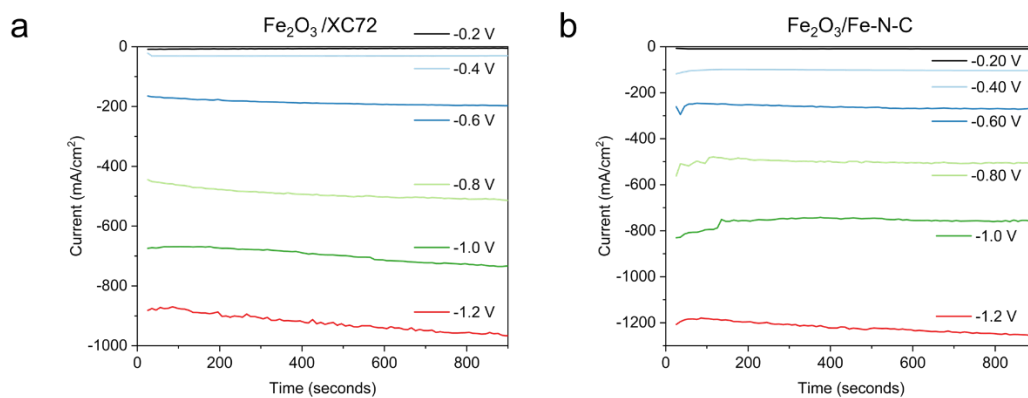 a
Fe₂O₃ /XC72
0
-200
-400
-600
-800
-1000
Current (mA/cm²)
-0.2 V
-0.4 V
-0.6 V
-0.8 V
-1.0 V
-1.2 V
0 200 400 600 800
Time (seconds)
b
Fe₂O₃/Fe-N-C
0
-200
-400
-600
-800
-1000
-1200
Current (mA/cm²)
-0.20 V
-0.40 V
-0.60 V
-0.80 V
-1.0 V
-1.2 V
0 200 400 600 800
Time (seconds)